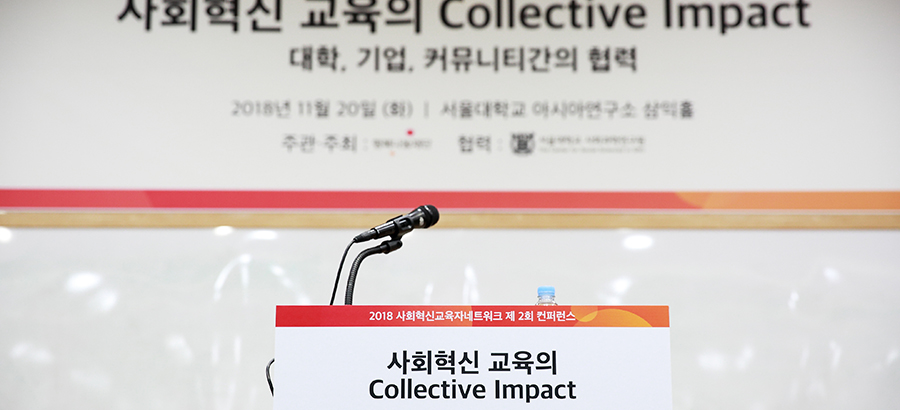 사회혁신 교육의 Collective Impact
대학, 기업, 커뮤니티간의 협력
2018년 11월 20일 (화) | 서울대학교 아시아연구소 삼익홀
주관·주최 : 협력 :
2018 사회혁신교육자네트워크 제 2회 컨퍼런스
사회혁신 교육의
Collective Impact